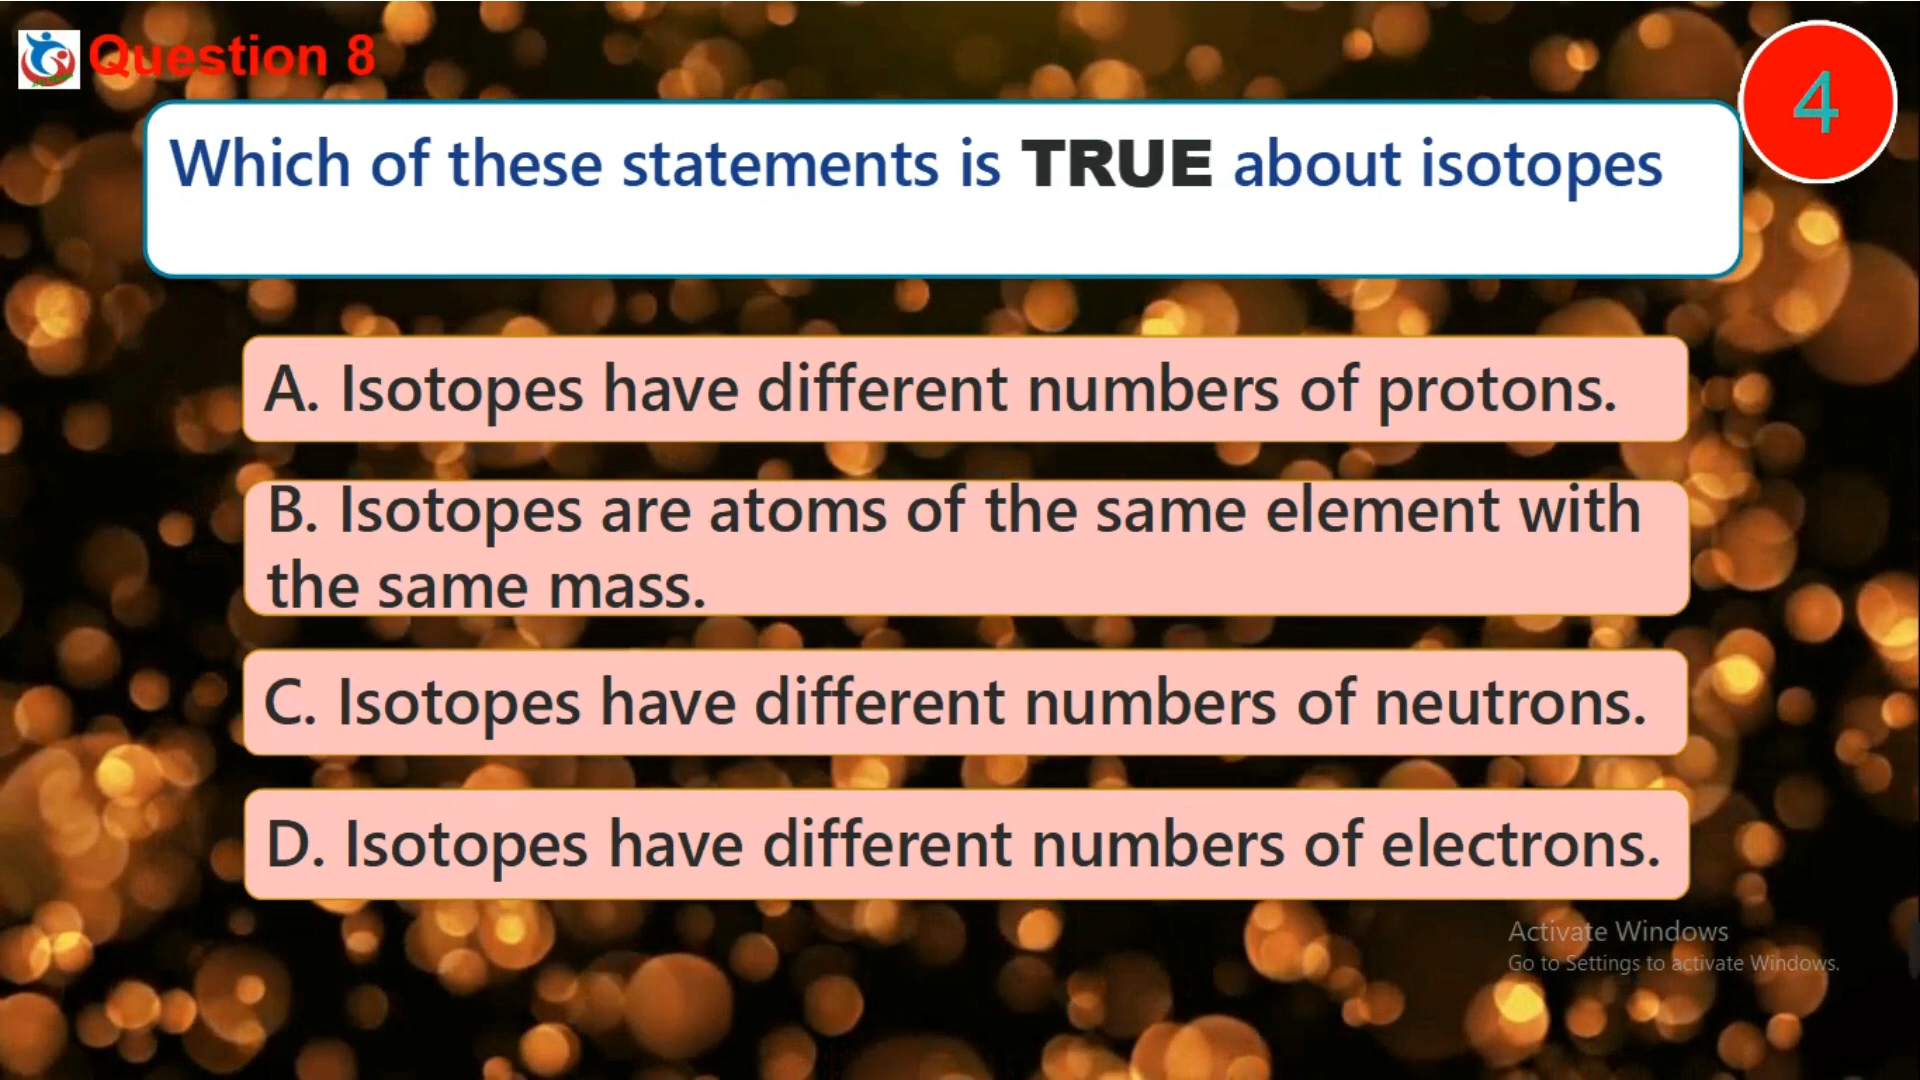 Question 8
4
Which of these statements is TRUE about isotopes
A. Isotopes have different numbers of protons.
B. Isotopes are atoms of the same element with
the same mass.
C. Isotopes have different numbers of neutrons.
D. Isotopes have different numbers of electrons.
Activate Windows
Go to Settings to activate Windows.